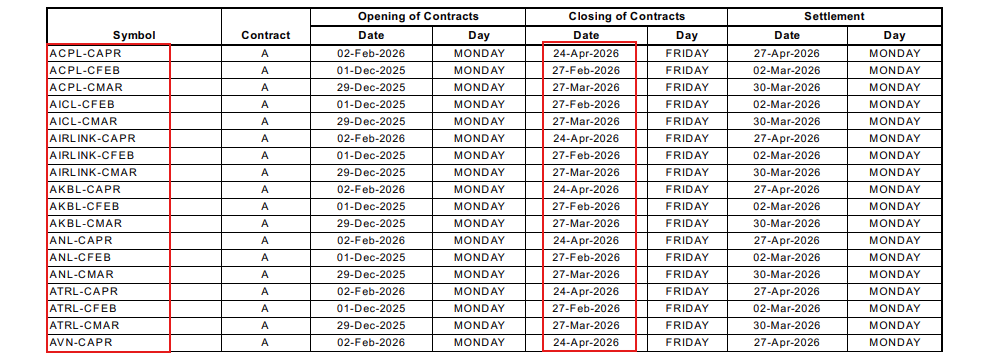 Opening of Contracts Closing of Contracts Settlement
Symbol Contract Date Day Date Day Date Day
ACPL-CAPR A 02-Feb-2026 MONDAY 24-Apr-2026 FRIDAY 27-Apr-2026 MONDAY
ACPL-CFEB A 01-Dec-2025 MONDAY 27-Feb-2026 FRIDAY 02-Mar-2026 MONDAY
ACPL-CMAR A 29-Dec-2025 MONDAY 27-Mar-2026 FRIDAY 30-Mar-2026 MONDAY
AICL-CFEB A 01-Dec-2025 MONDAY 27-Feb-2026 FRIDAY 02-Mar-2026 MONDAY
AICL-CMAR A 29-Dec-2025 MONDAY 27-Mar-2026 FRIDAY 30-Mar-2026 MONDAY
AIRLINK-CAPR A 02-Feb-2026 MONDAY 24-Apr-2026 FRIDAY 27-Apr-2026 MONDAY
AIRLINK-CFEB A 01-Dec-2025 MONDAY 27-Feb-2026 FRIDAY 02-Mar-2026 MONDAY
AIRLINK-CMAR A 29-Dec-2025 MONDAY 27-Mar-2026 FRIDAY 30-Mar-2026 MONDAY
AKBL-CAPR A 02-Feb-2026 MONDAY 24-Apr-2026 FRIDAY 27-Apr-2026 MONDAY
AKBL-CFEB A 01-Dec-2025 MONDAY 27-Feb-2026 FRIDAY 02-Mar-2026 MONDAY
AKBL-CMAR A 29-Dec-2025 MONDAY 27-Mar-2026 FRIDAY 30-Mar-2026 MONDAY
ANL-CAPR A 02-Feb-2026 MONDAY 24-Apr-2026 FRIDAY 27-Apr-2026 MONDAY
ANL-CFEB A 01-Dec-2025 MONDAY 27-Feb-2026 FRIDAY 02-Mar-2026 MONDAY
ANL-CMAR A 29-Dec-2025 MONDAY 27-Mar-2026 FRIDAY 30-Mar-2026 MONDAY
ATRL-CAPR A 02-Feb-2026 MONDAY 24-Apr-2026 FRIDAY 27-Apr-2026 MONDAY
ATRL-CFEB A 01-Dec-2025 MONDAY 27-Feb-2026 FRIDAY 02-Mar-2026 MONDAY
ATRL-CMAR A 29-Dec-2025 MONDAY 27-Mar-2026 FRIDAY 30-Mar-2026 MONDAY
AVN-CAPR A 02-Feb-2026 MONDAY 24-Apr-2026 FRIDAY 27-Apr-2026 MONDAY